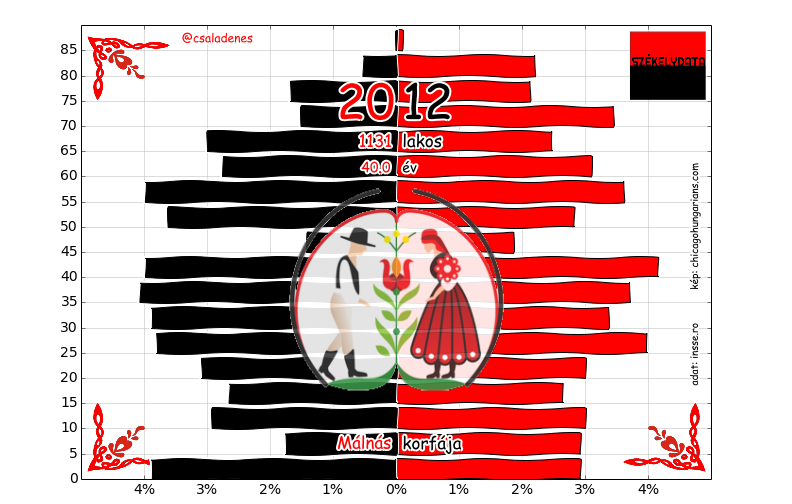 @csaladenes
SZÉKELYDATA
2012
1131 lakos
40.0 év
kép: chicagohungarians.com
adat: insse.ro
Málnás korfája
85
80
75
70
65
60
55
50
45
40
35
30
25
20
15
10
5
0
4% 3% 2% 1% 0% 1% 2% 3% 4%